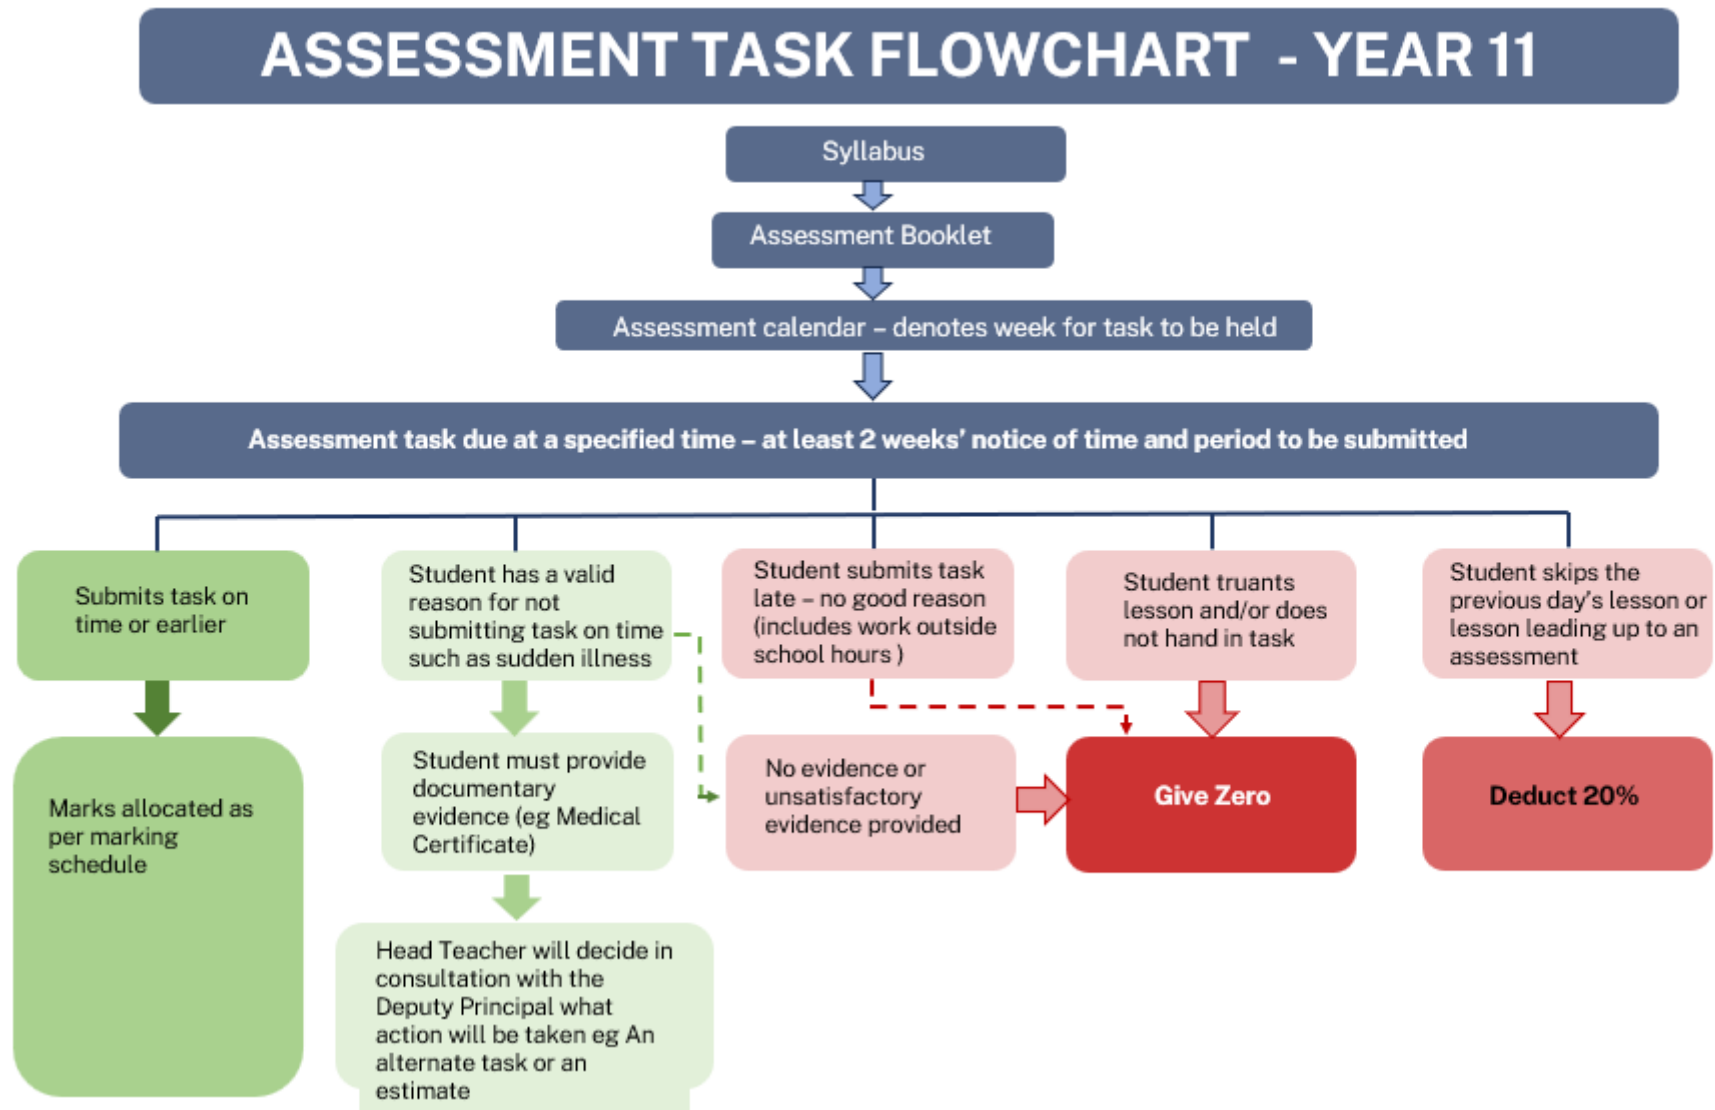 ASSESSMENT TASK FLOWCHART - YEAR 11
Syllabus
Assessment Booklet
Assessment calendar – denotes week for task to be held
Assessment task due at a specified time – at least 2 weeks’ notice of time and period to be submitted
Submits task on
time or earlier
Student has a valid
reason for not
submitting task on time
such as sudden illness
Student submits task
late – no good reason
(includes work outside
school hours )
Student truants
lesson and/or does
not hand in task
Student skips the
previous day’s lesson or
lesson leading up to an
assessment
Marks allocated as
per marking
schedule
Student must provide
documentary
evidence (eg Medical
Certificate)
No evidence or
unsatisfactory
evidence provided
Give Zero
Deduct 20%
Head Teacher will decide in
consultation with the
Deputy Principal what
action will be taken eg An
alternate task or an
estimate